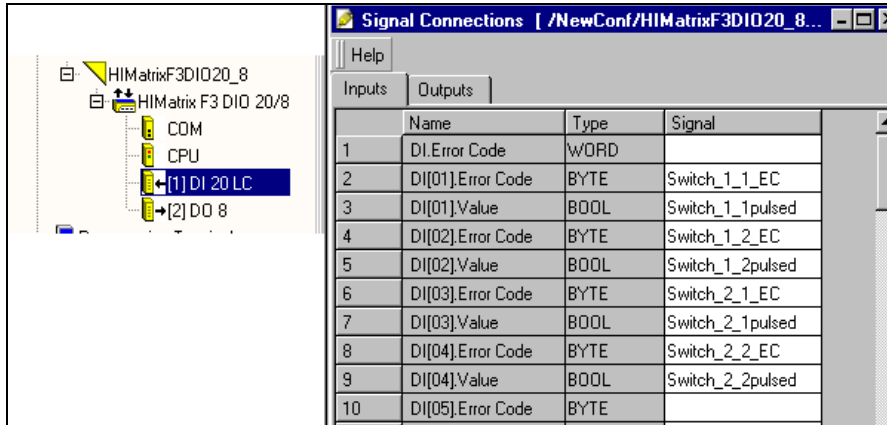 HIMatrixF3DIO20_8
HIMatrix F3 DIO 20/8
COM
CPU
[1] DI 20 LC
[2] DO 8
Signal Connections [ /NewConf/HIMatrixF3DIO20_8...
Help
Inputs Outputs
Name Type Signal
1 DI.Error Code WORD
2 DI[01].Error Code BYTE Switch_1_1_EC
3 DI[01].Value BOOL Switch_1_1pulsed
4 DI[02].Error Code BYTE Switch_1_2_EC
5 DI[02].Value BOOL Switch_1_2pulsed
6 DI[03].Error Code BYTE Switch_2_1_EC
7 DI[03].Value BOOL Switch_2_1pulsed
8 DI[04].Error Code BYTE Switch_2_2_EC
9 DI[04].Value BOOL Switch_2_2pulsed
10 DI[05].Error Code BYTE